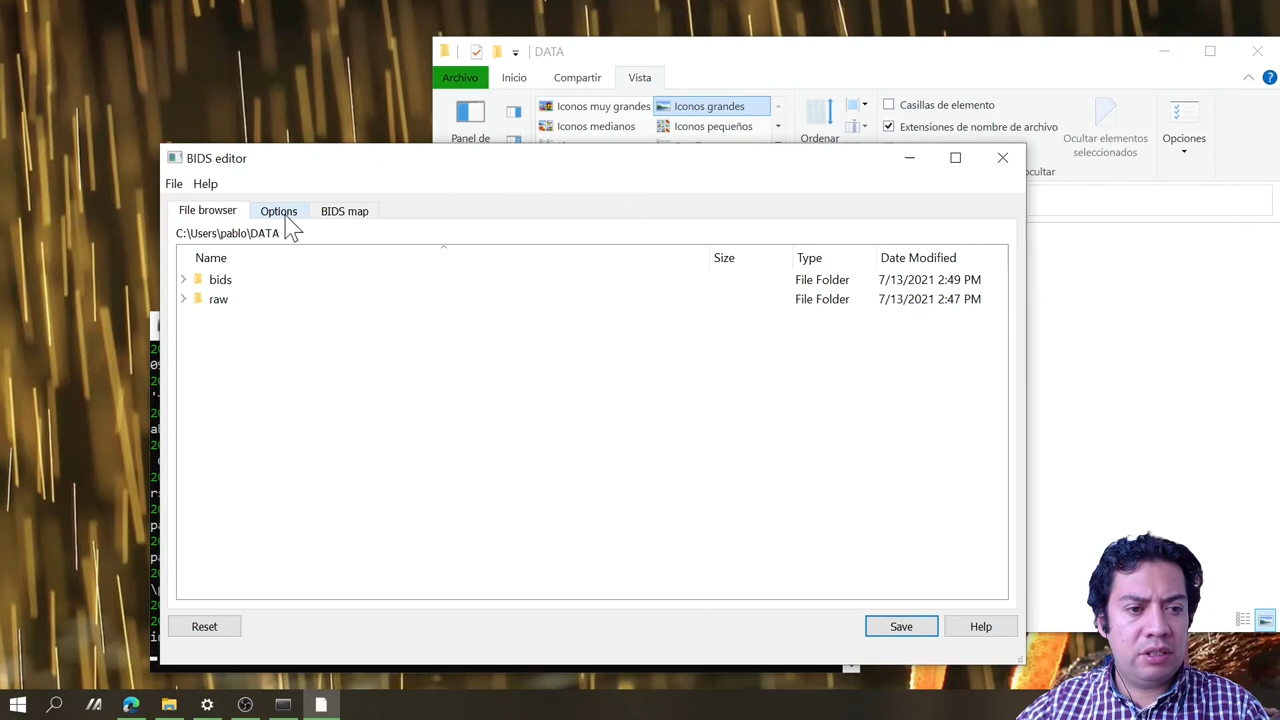 DATA
Archivo Inicio Compartir Vista
Iconos muy grandes Iconos grandes
Iconos medianos Iconos pequeños
Panel de
Ordenar
Casillas de elemento
Extensiones de nombre de archivo
Ocultar elementos
seleccionados
Opciones
ocultar
BIDS editor
File Help
File browser Options BIDS map
C:\Users\pablo\DATA
Name Size Type Date Modified
bids File Folder 7/13/2021 2:49 PM
raw File Folder 7/13/2021 2:47 PM
Reset Save Help